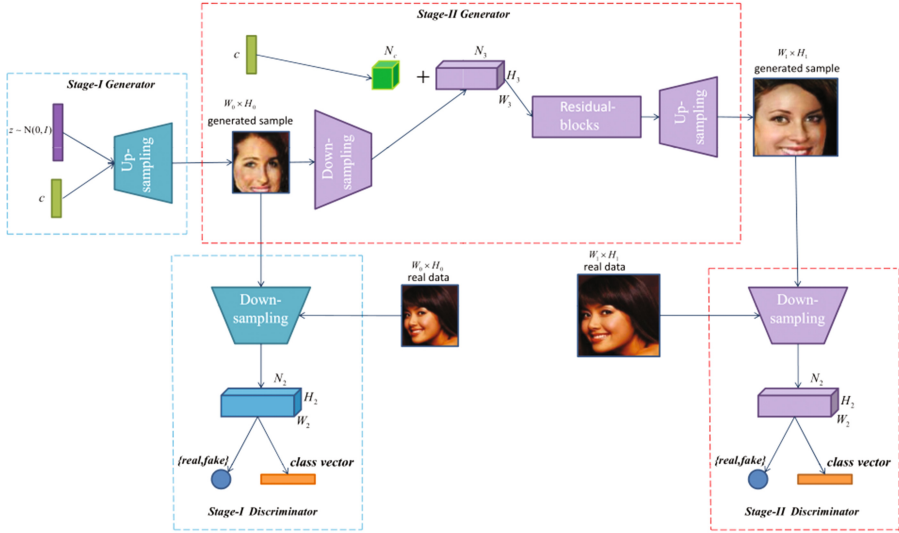 Stage-II Generator
c
N_c
+
N_3
H_3
W_3
Residual-
blocks
Up-
sampling
W_1 × H_1
generated sample
Stage-I Generator
z ~ N(0, I)
c
Up-
sampling
W_0 × H_0
generated sample
Down-
sampling
W_0 × H_0
real data
W_1 × H_1
real data
Down-
sampling
N_2
H_2
W_2
{real,fake}
class vector
Stage-I Discriminator
Down-
sampling
N_2
H_2
W_2
{real,fake}
class vector
Stage-II Discriminator